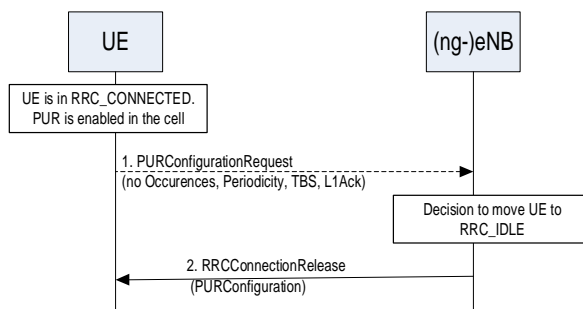 UE
(ng-)eNB
UE is in RRC_CONNECTED.
PUR is enabled in the cell
1. PURConfigurationRequest
(no Occurences, Periodicity, TBS, L1Ack)
Decision to move UE to
RRC_IDLE
2. RRCConnectionRelease
(PURConfiguration)